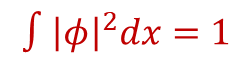 ∫ |ϕ|²dx = 1